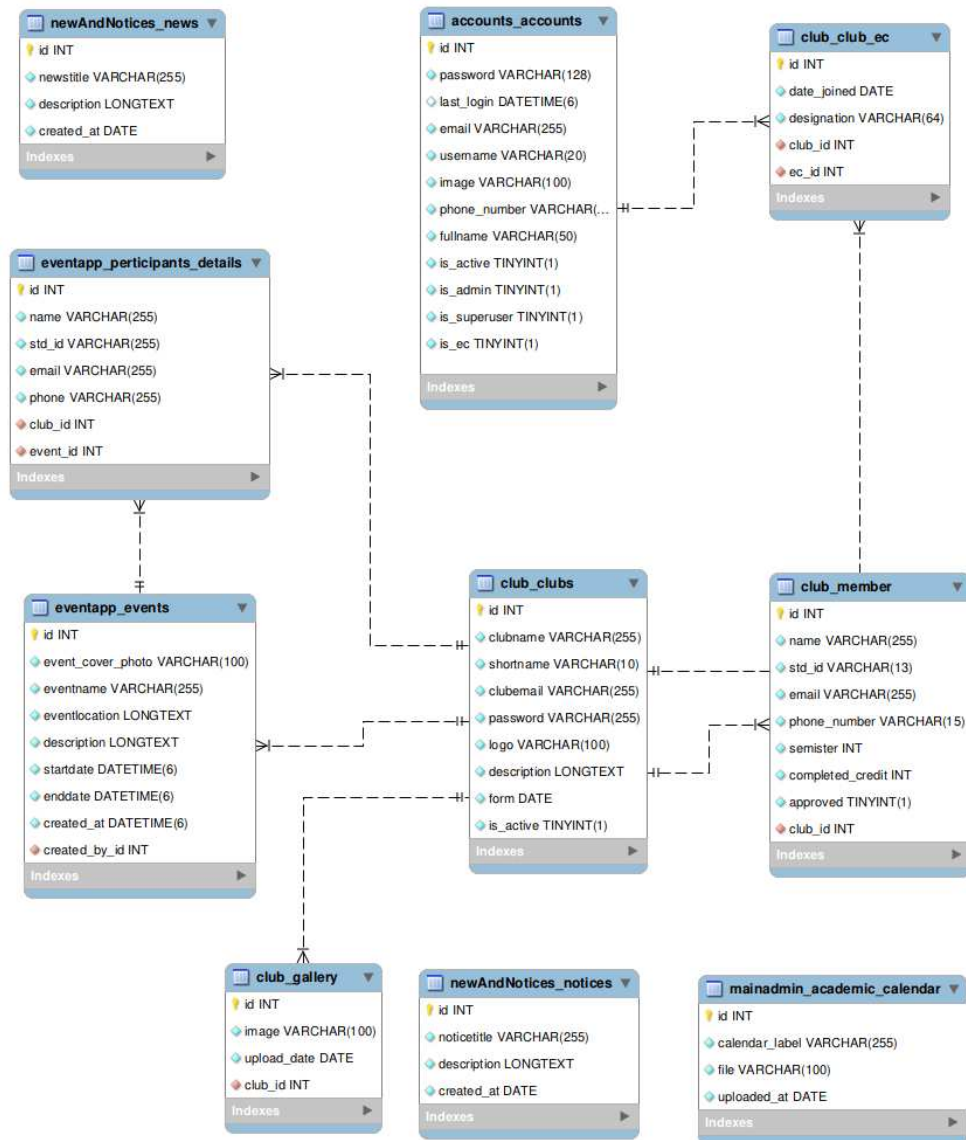 newAndNotices_news
id INT
newstitle VARCHAR(255)
description LONGTEXT
created_at DATE
Indexes
accounts_accounts
id INT
password VARCHAR(128)
last_login DATETIME(6)
email VARCHAR(255)
username VARCHAR(20)
image VARCHAR(100)
phone_number VARCHAR(...
fullname VARCHAR(50)
is_active TINYINT(1)
is_admin TINYINT(1)
is_superuser TINYINT(1)
is_ec TINYINT(1)
Indexes
club_club_ec
id INT
date_joined DATE
designation VARCHAR(64)
club_id INT
ec_id INT
Indexes
eventapp_perticipants_details
id INT
name VARCHAR(255)
std_id VARCHAR(255)
email VARCHAR(255)
phone VARCHAR(255)
club_id INT
event_id INT
Indexes
eventapp_events
id INT
event_cover_photo VARCHAR(100)
eventname VARCHAR(255)
eventlocation LONGTEXT
description LONGTEXT
startdate DATETIME(6)
enddate DATETIME(6)
created_at DATETIME(6)
created_by_id INT
Indexes
club_clubs
id INT
clubname VARCHAR(255)
shortname VARCHAR(10)
clubemail VARCHAR(255)
password VARCHAR(255)
logo VARCHAR(100)
description LONGTEXT
form DATE
is_active TINYINT(1)
Indexes
club_member
id INT
name VARCHAR(255)
std_id VARCHAR(13)
email VARCHAR(255)
phone_number VARCHAR(15)
semister INT
completed_credit INT
approved TINYINT(1)
club_id INT
Indexes
club_gallery
id INT
image VARCHAR(100)
upload_date DATE
club_id INT
Indexes
newAndNotices_notices
id INT
noticetitle VARCHAR(255)
description LONGTEXT
created_at DATE
Indexes
mainadmin_academic_calendar
id INT
calendar_label VARCHAR(255)
file VARCHAR(100)
uploaded_at DATE
Indexes